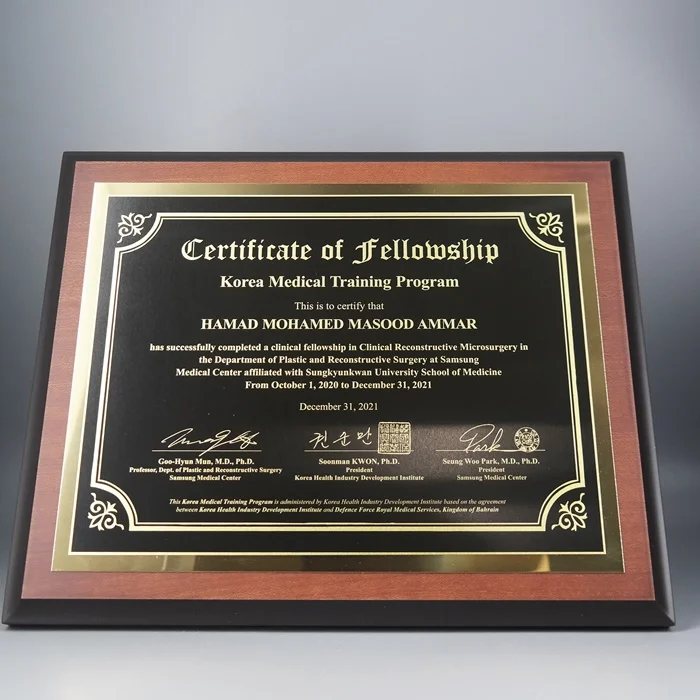 Certificate of Fellowship
Korea Medical Training Program
This is to certify that
HAMAD MOHAMED MASOOD AMMAR
has successfully completed a clinical fellowship in Clinical Reconstructive Microsurgery in
the Department of Plastic and Reconstructive Surgery at Samsung
Medical Center affiliated with Sungkyunkwan University School of Medicine
From October 1, 2020 to December 31, 2021
December 31, 2021
권순만
Park
Goo-Hyun Mun, M.D., Ph.D.
Professor, Dept. of Plastic and Reconstructive Surgery
Samsung Medical Center
Soonman KWON, Ph.D.
President
Korea Health Industry Development Institute
Seung Woo Park, M.D., Ph.D.
President
Samsung Medical Center
This Korea Medical Training Program is administered by Korea Health Industry Development Institute based on the agreement
between Korea Health Industry Development Institute and Defence Force Royal Medical Services, Kingdom of Bahrain